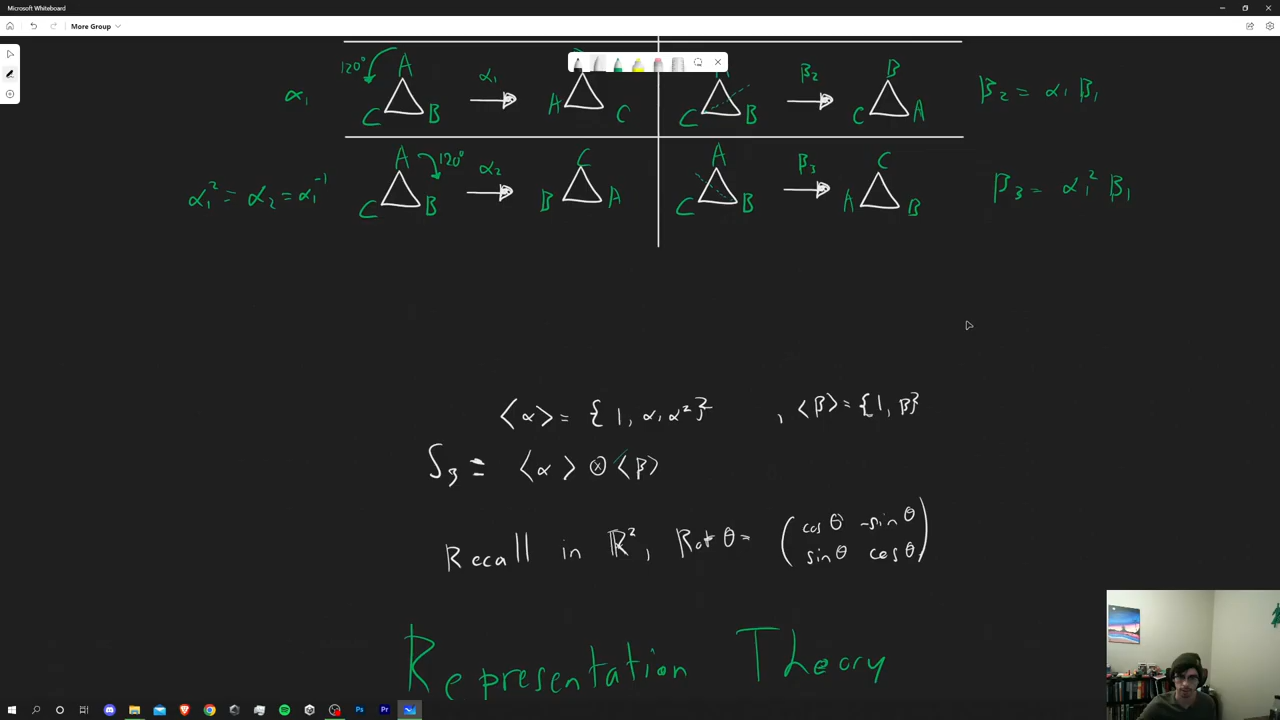 Microsoft Whiteboard
More Group
120° A
α₁ C B α₁ A C
C B β₂ B C A β₂ = α₁ β₁
α₁² = α₂ = α₁⁻¹ A 120° C B α₂ C B A
A C B β₃ C A B β₃ = α₁² β₁
⟨α⟩ = {1, α, α²} , ⟨β⟩ = {1, β}
S₃ = ⟨α⟩ ⊗ ⟨β⟩
Recall in ℝ², Rot θ = ( cos θ -sin θ
sin θ cos θ )
Representation Theory